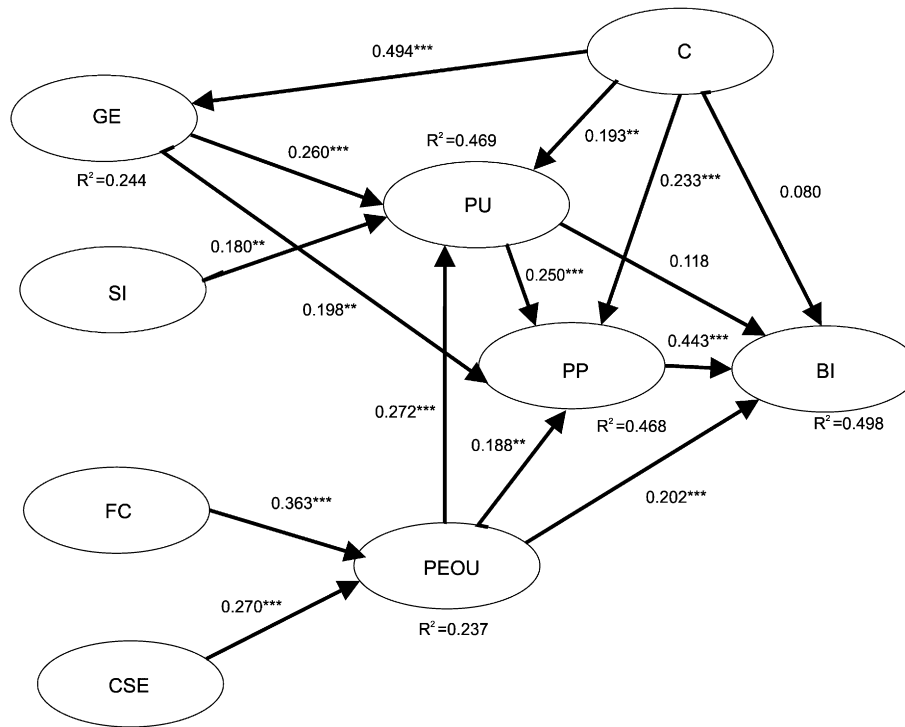 C
0.494***
GE
0.193**
R²=0.469
0.260***
R²=0.244
0.233***
0.080
PU
0.180**
0.118
0.250***
SI
0.198**
0.443***
PP
BI
0.272***
R²=0.468
R²=0.498
0.188**
0.363***
0.202***
FC
PEOU
0.270***
R²=0.237
CSE